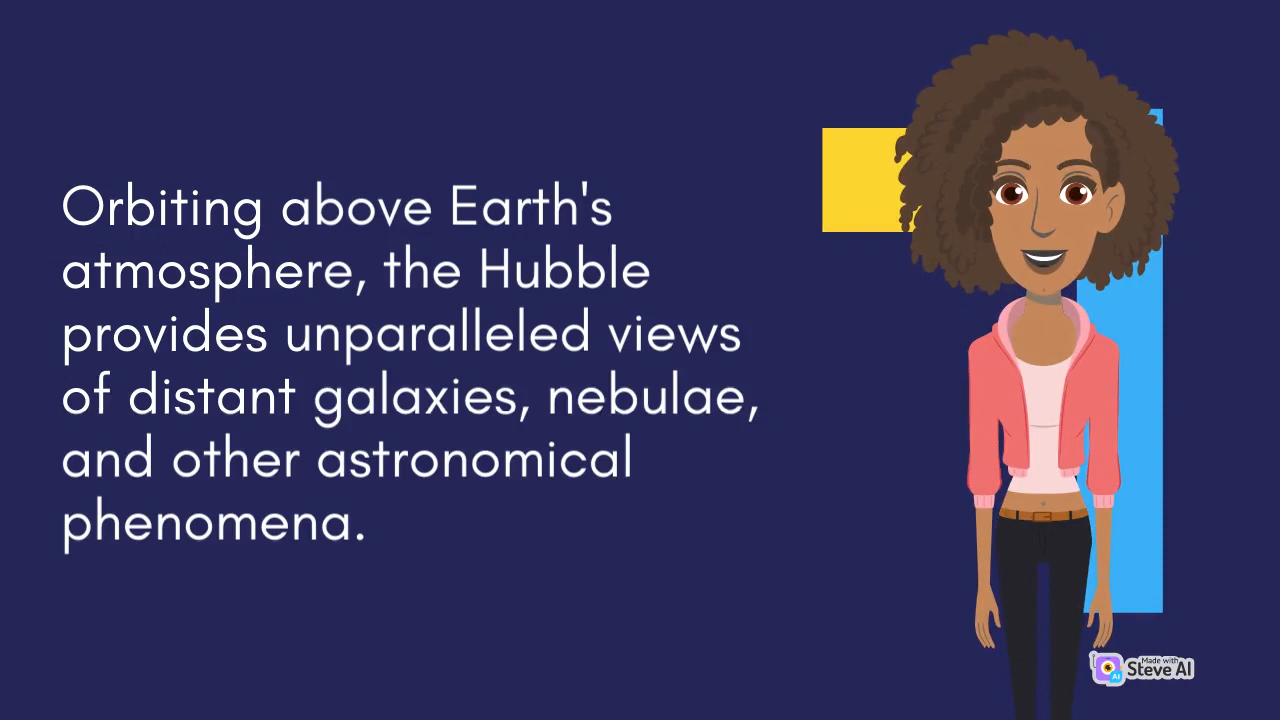 Orbiting above Earth's
atmosphere, the Hubble
provides unparalleled views
of distant galaxies, nebulae,
and other astronomical
phenomena.
Made with
Steve AI
AI